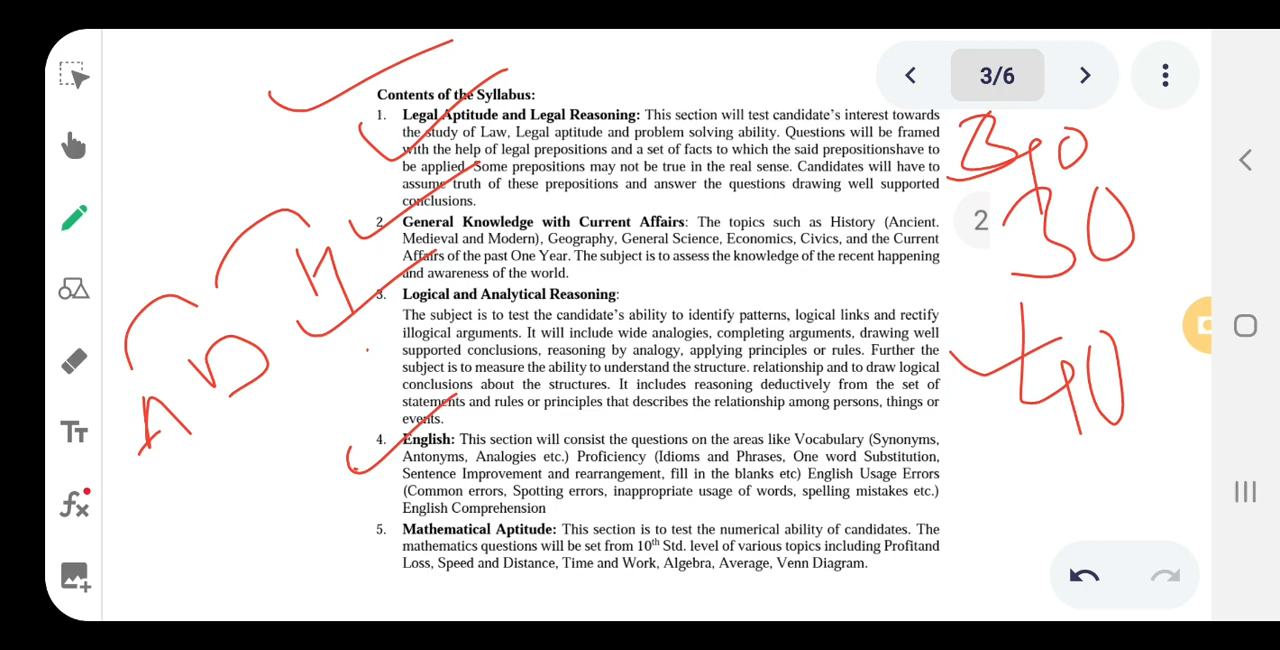 3/6
Contents of the Syllabus:
1. Legal Aptitude and Legal Reasoning: This section will test candidate's interest towards
the study of Law, Legal aptitude and problem solving ability. Questions will be framed
with the help of legal prepositions and a set of facts to which the said prepositionshave to
be applied. Some prepositions may not be true in the real sense. Candidates will have to
assume truth of these prepositions and answer the questions drawing well supported
conclusions.
2. General Knowledge with Current Affairs: The topics such as History (Ancient.
Medieval and Modern), Geography, General Science, Economics, Civics, and the Current
Affairs of the past One Year. The subject is to assess the knowledge of the recent happening
and awareness of the world.
3. Logical and Analytical Reasoning:
The subject is to test the candidate's ability to identify patterns, logical links and rectify
illogical arguments. It will include wide analogies, completing arguments, drawing well
supported conclusions, reasoning by analogy, applying principles or rules. Further the
subject is to measure the ability to understand the structure. relationship and to draw logical
conclusions about the structures. It includes reasoning deductively from the set of
statements and rules or principles that describes the relationship among persons, things or
events.
4. English: This section will consist the questions on the areas like Vocabulary (Synonyms,
Antonyms, Analogies etc.) Proficiency (Idioms and Phrases, One word Substitution,
Sentence Improvement and rearrangement, fill in the blanks etc) English Usage Errors
(Common errors, Spotting errors, inappropriate usage of words, spelling mistakes etc.)
English Comprehension
5. Mathematical Aptitude: This section is to test the numerical ability of candidates. The
mathematics questions will be set from 10th Std. level of various topics including Profitand
Loss, Speed and Distance, Time and Work, Algebra, Average, Venn Diagram.
2
30
40
Tт